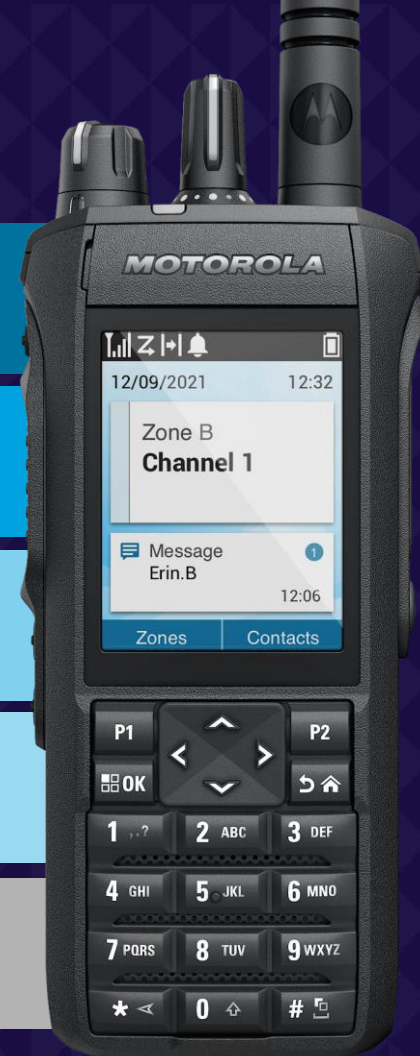 MOTOROLA
12/09/2021 12:32
Zone B
Channel 1
Message 1
Erin.B
12:06
Zones Contacts
P1 P2
OK
1 ,.? 2 ABC 3 DEF
4 GHI 5 JKL 6 MNO
7 PQRS 8 TUV 9 WXYZ
* 0 #